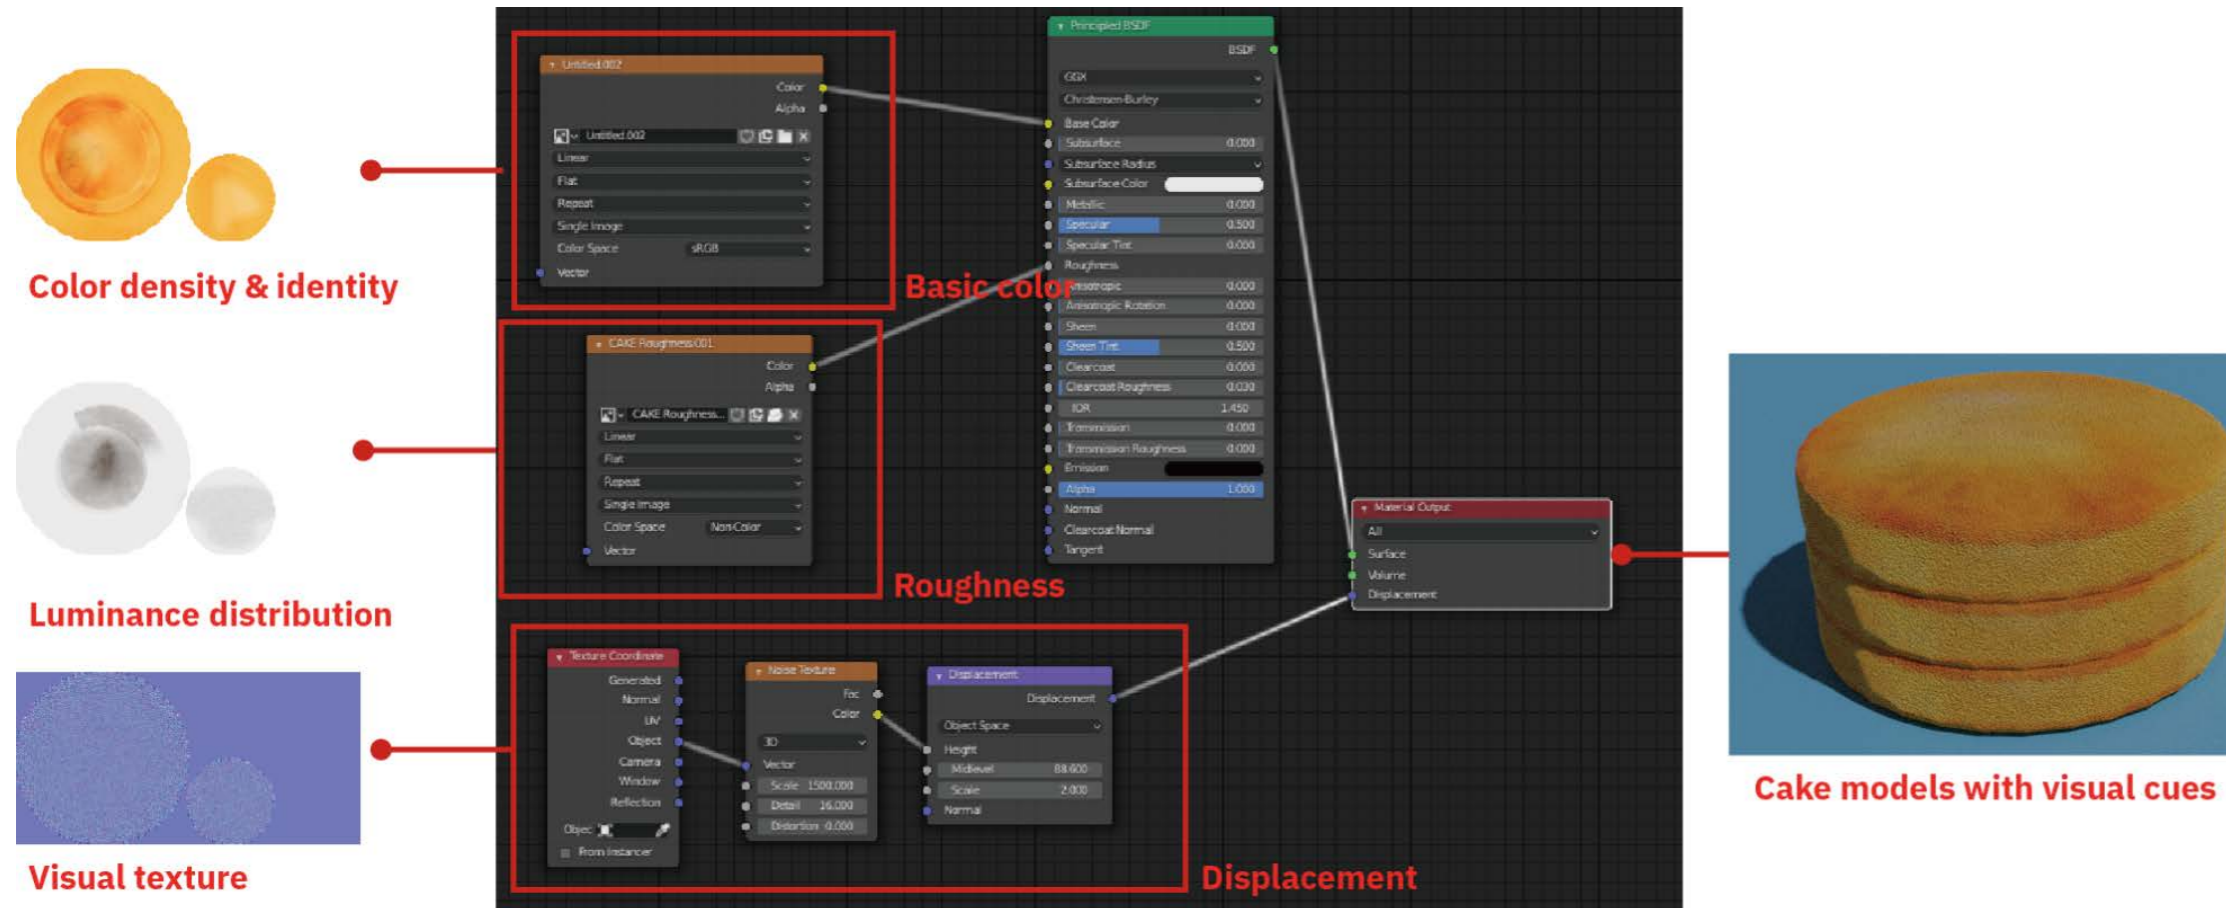 Color density & identity
Luminance distribution
Visual texture
Untitled.002
Color
Alpha
Untitled.002
Linear
Flat
Repeat
Single Image
Color Space sRGB
Vector
Basic color
CAKE Roughness.001
Color
Alpha
CAKE Roughness...
Linear
Flat
Repeat
Single Image
Color Space Non-Color
Vector
Roughness
Texture Coordinate
Generated
Normal
UV
Object
Camera
Window
Reflection
Objec
From Instancer
Noise Texture
Fac
Color
3D
Vector
Scale 1500.000
Detail 16.000
Distortion 0.000
Displacement
Displacement
Object Space
Height
Midlevel 88.600
Scale 2.000
Normal
Displacement
Principled BSDF
BSDF
GGX
Christensen-Burley
Base Color
Subsurface 0.000
Subsurface Radius
Subsurface Color
Metallic 0.000
Specular 0.500
Specular Tint 0.000
Roughness
Anisotropic 0.000
Anisotropic Rotation 0.000
Sheen 0.000
Sheen Tint 0.500
Clearcoat 0.000
Clearcoat Roughness 0.030
IOR 1.450
Transmission 0.000
Transmission Roughness 0.000
Emission
Alpha 1.000
Normal
Clearcoat Normal
Tangent
Material Output
All
Surface
Volume
Displacement
Cake models with visual cues